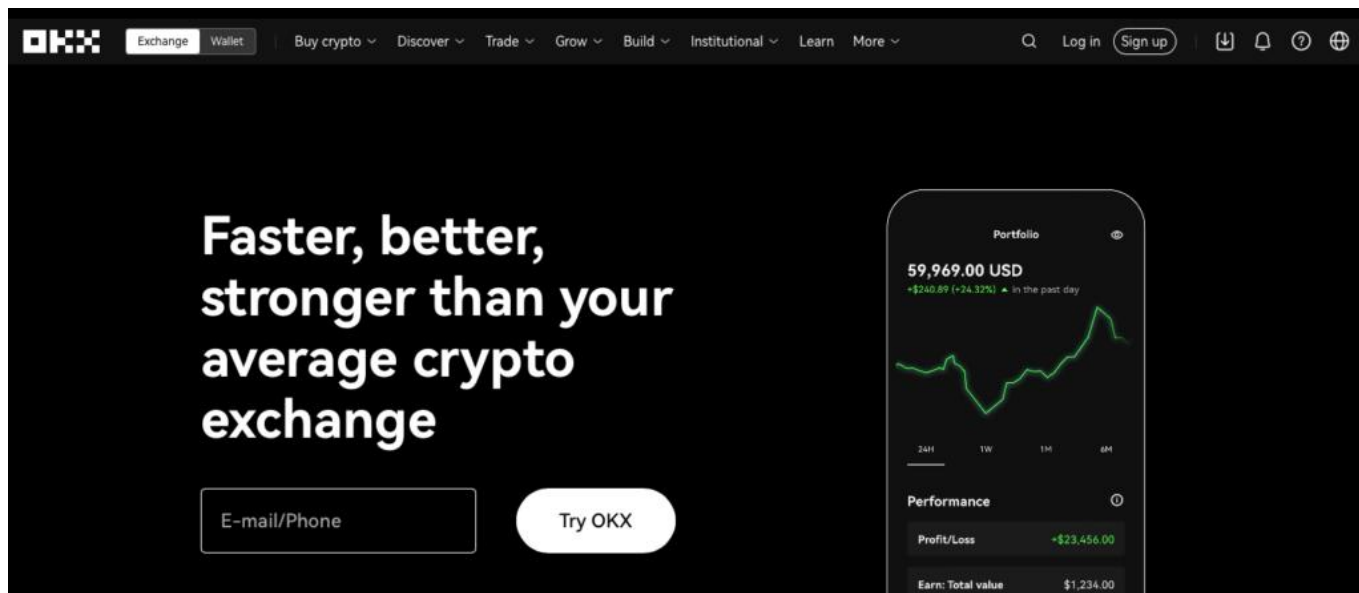 OKX Exchange Wallet Buy crypto Discover Trade Grow Build Institutional Learn More Log in Sign up
Faster, better,
stronger than your
average crypto
exchange
E-mail/Phone Try OKX
Portfolio
59,969.00 USD
+$240.89 (+24.32%) ▲ in the past day
24H 1W 1M 6M
Performance
Profit/Loss +$23,456.00
Earn: Total value $1,234.00